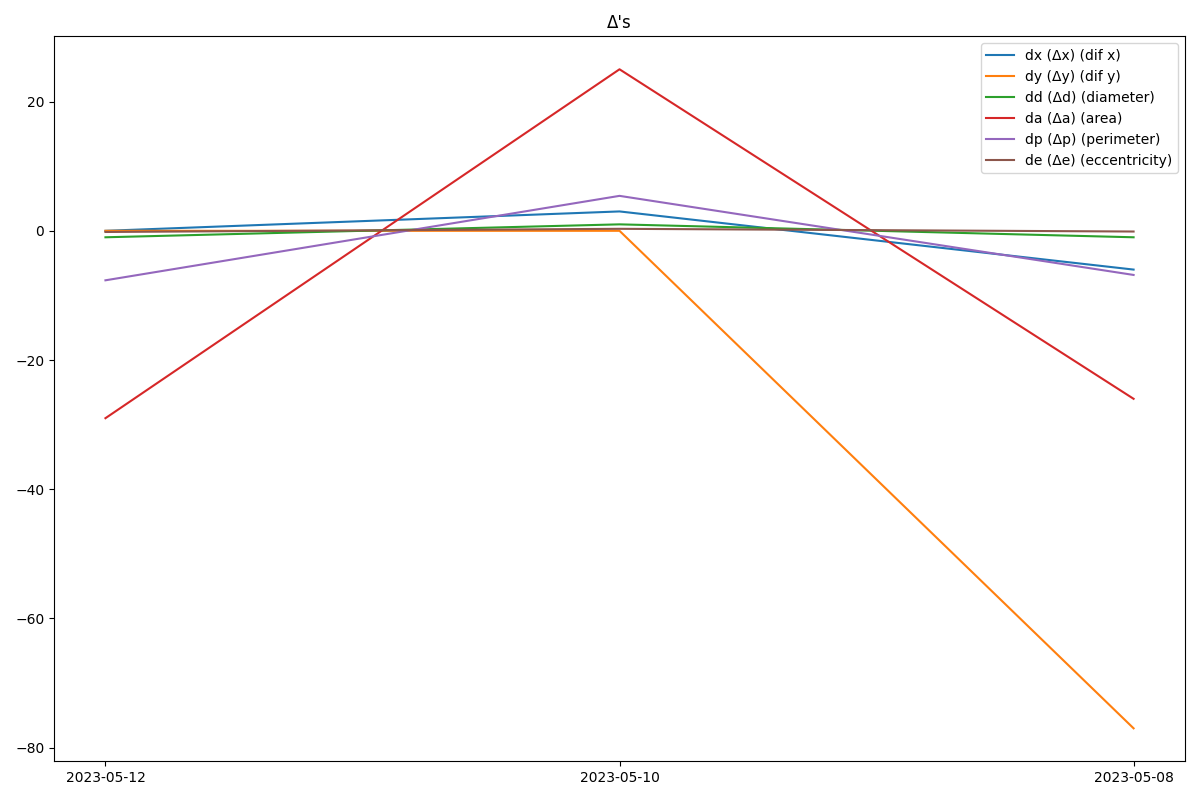 Δ's
dx (Δx) (dif x)
dy (Δy) (dif y)
dd (Δd) (diameter)
da (Δa) (area)
dp (Δp) (perimeter)
de (Δe) (eccentricity)
20
0
−20
−40
−60
−80
2023-05-12 2023-05-10 2023-05-08